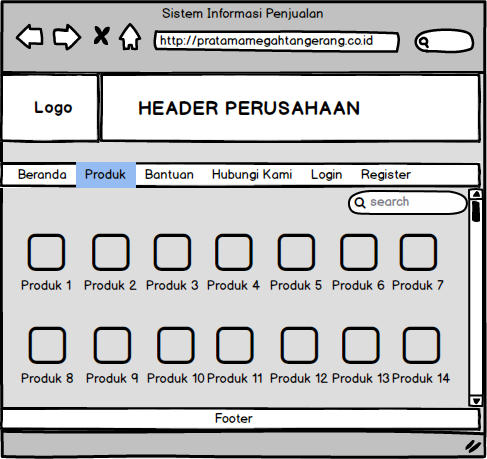 Sistem Informasi Penjualan
http://pratamamegahtangerang.co.id
Logo
HEADER PERUSAHAAN
Beranda Produk Bantuan Hubungi Kami Login Register
search
Produk 1 Produk 2 Produk 3 Produk 4 Produk 5 Produk 6 Produk 7
Produk 8 Produk 9 Produk 10 Produk 11 Produk 12 Produk 13 Produk 14
Footer